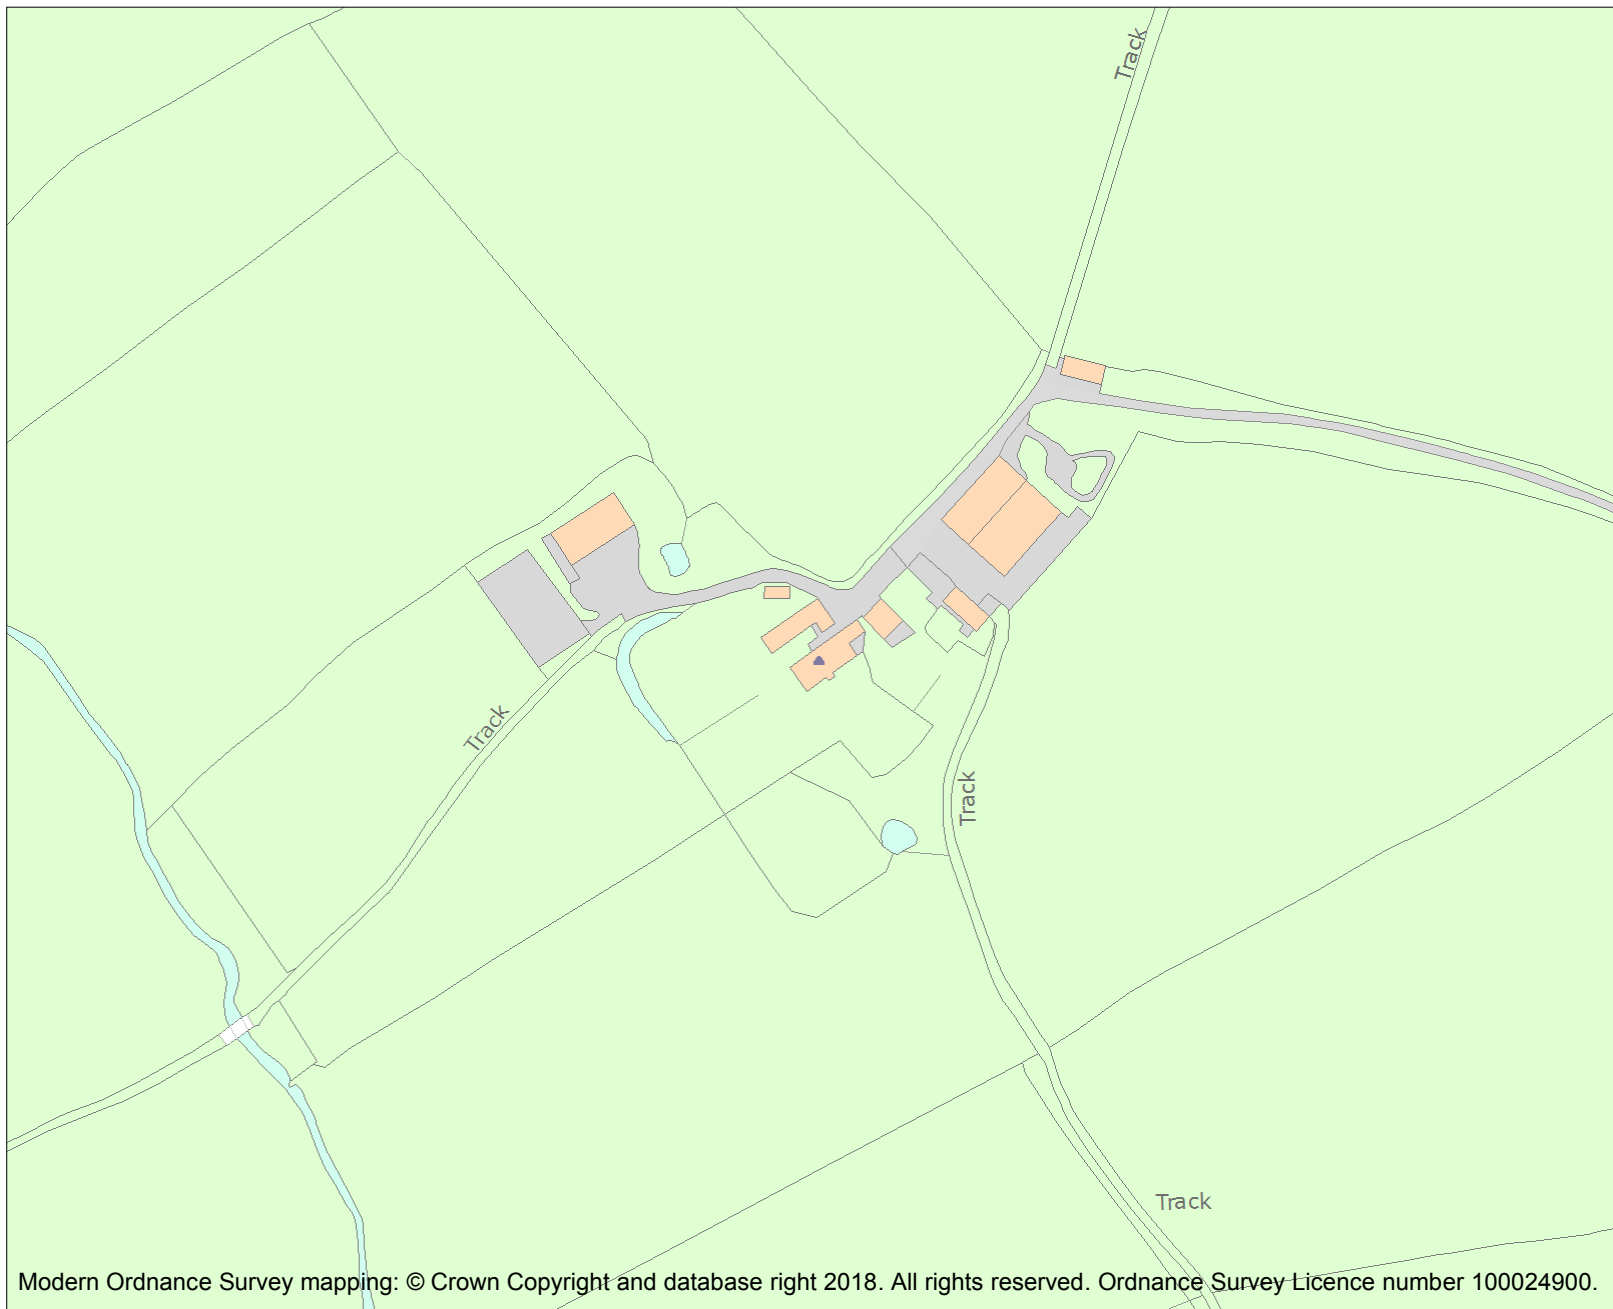 Track
Track
Track
Track
Modern Ordnance Survey mapping: © Crown Copyright and database right 2018. All rights reserved. Ordnance Survey Licence number 100024900.